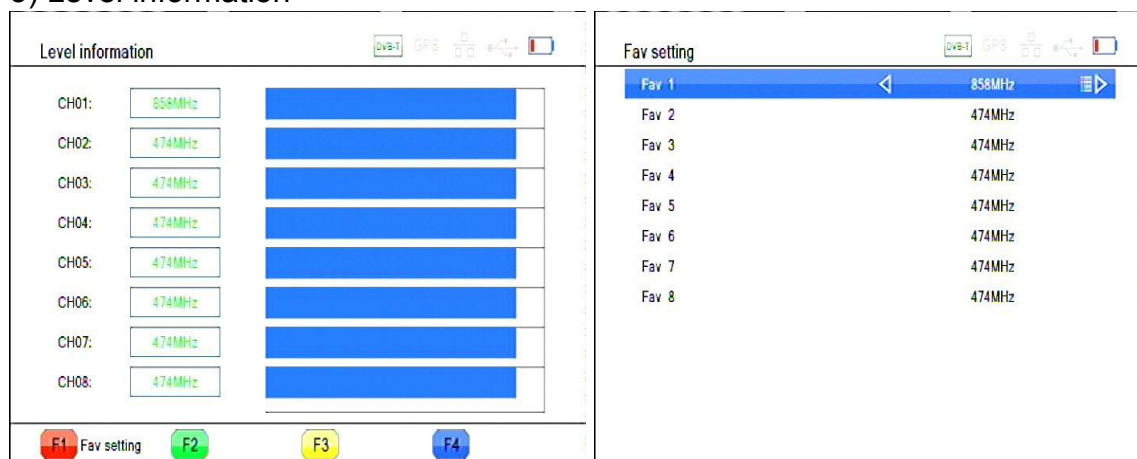 Level information
DVB-T GPS
CH01: 858MHz
CH02: 474MHz
CH03: 474MHz
CH04: 474MHz
CH05: 474MHz
CH06: 474MHz
CH07: 474MHz
CH08: 474MHz
F1 Fav setting F2 F3 F4
Fav setting
DVB-T GPS
Fav 1 858MHz
Fav 2 474MHz
Fav 3 474MHz
Fav 4 474MHz
Fav 5 474MHz
Fav 6 474MHz
Fav 7 474MHz
Fav 8 474MHz